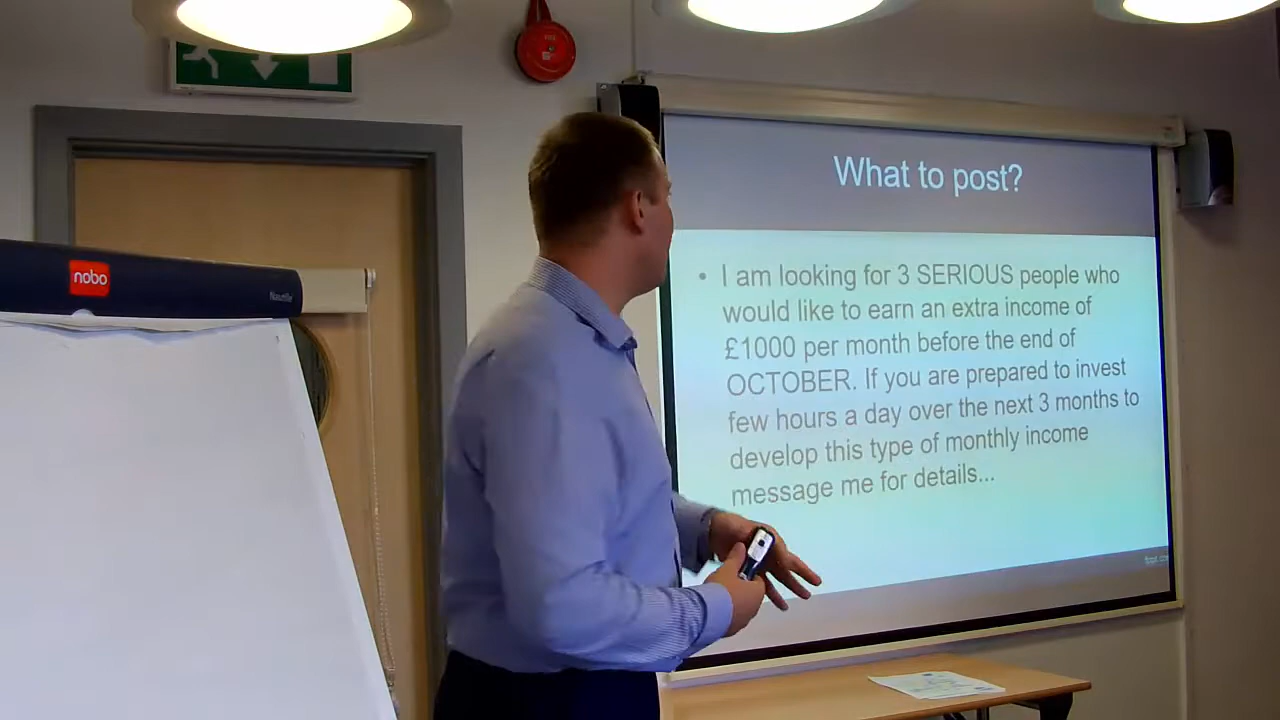 What to post?
• I am looking for 3 SERIOUS people who
would like to earn an extra income of
£1000 per month before the end of
OCTOBER. If you are prepared to invest
few hours a day over the next 3 months to
develop this type of monthly income
message me for details...
nobo